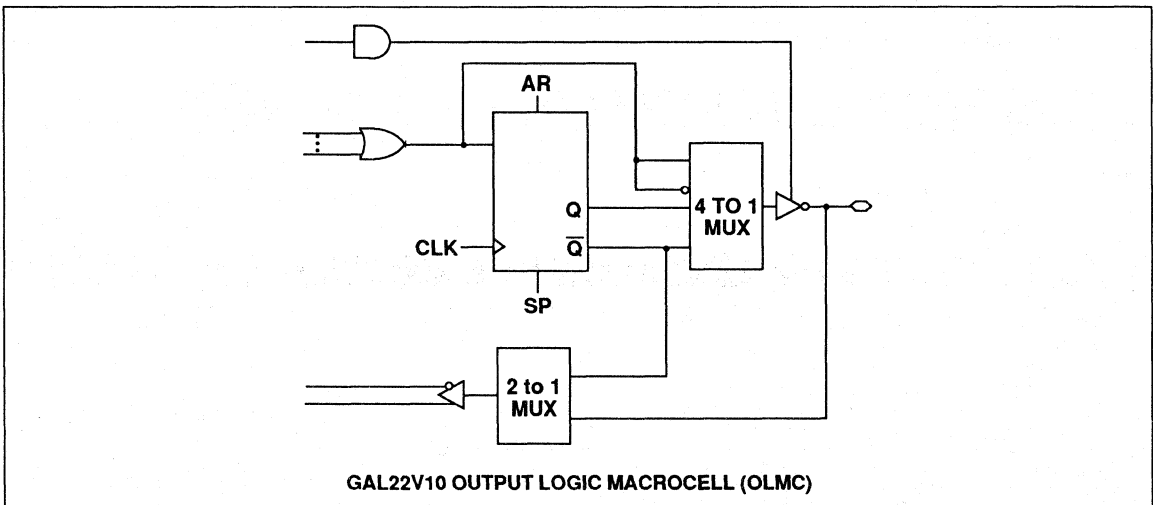 AR
4 TO 1
MUX
Q
Q̅
CLK
SP
2 to 1
MUX
GAL22V10 OUTPUT LOGIC MACROCELL (OLMC)